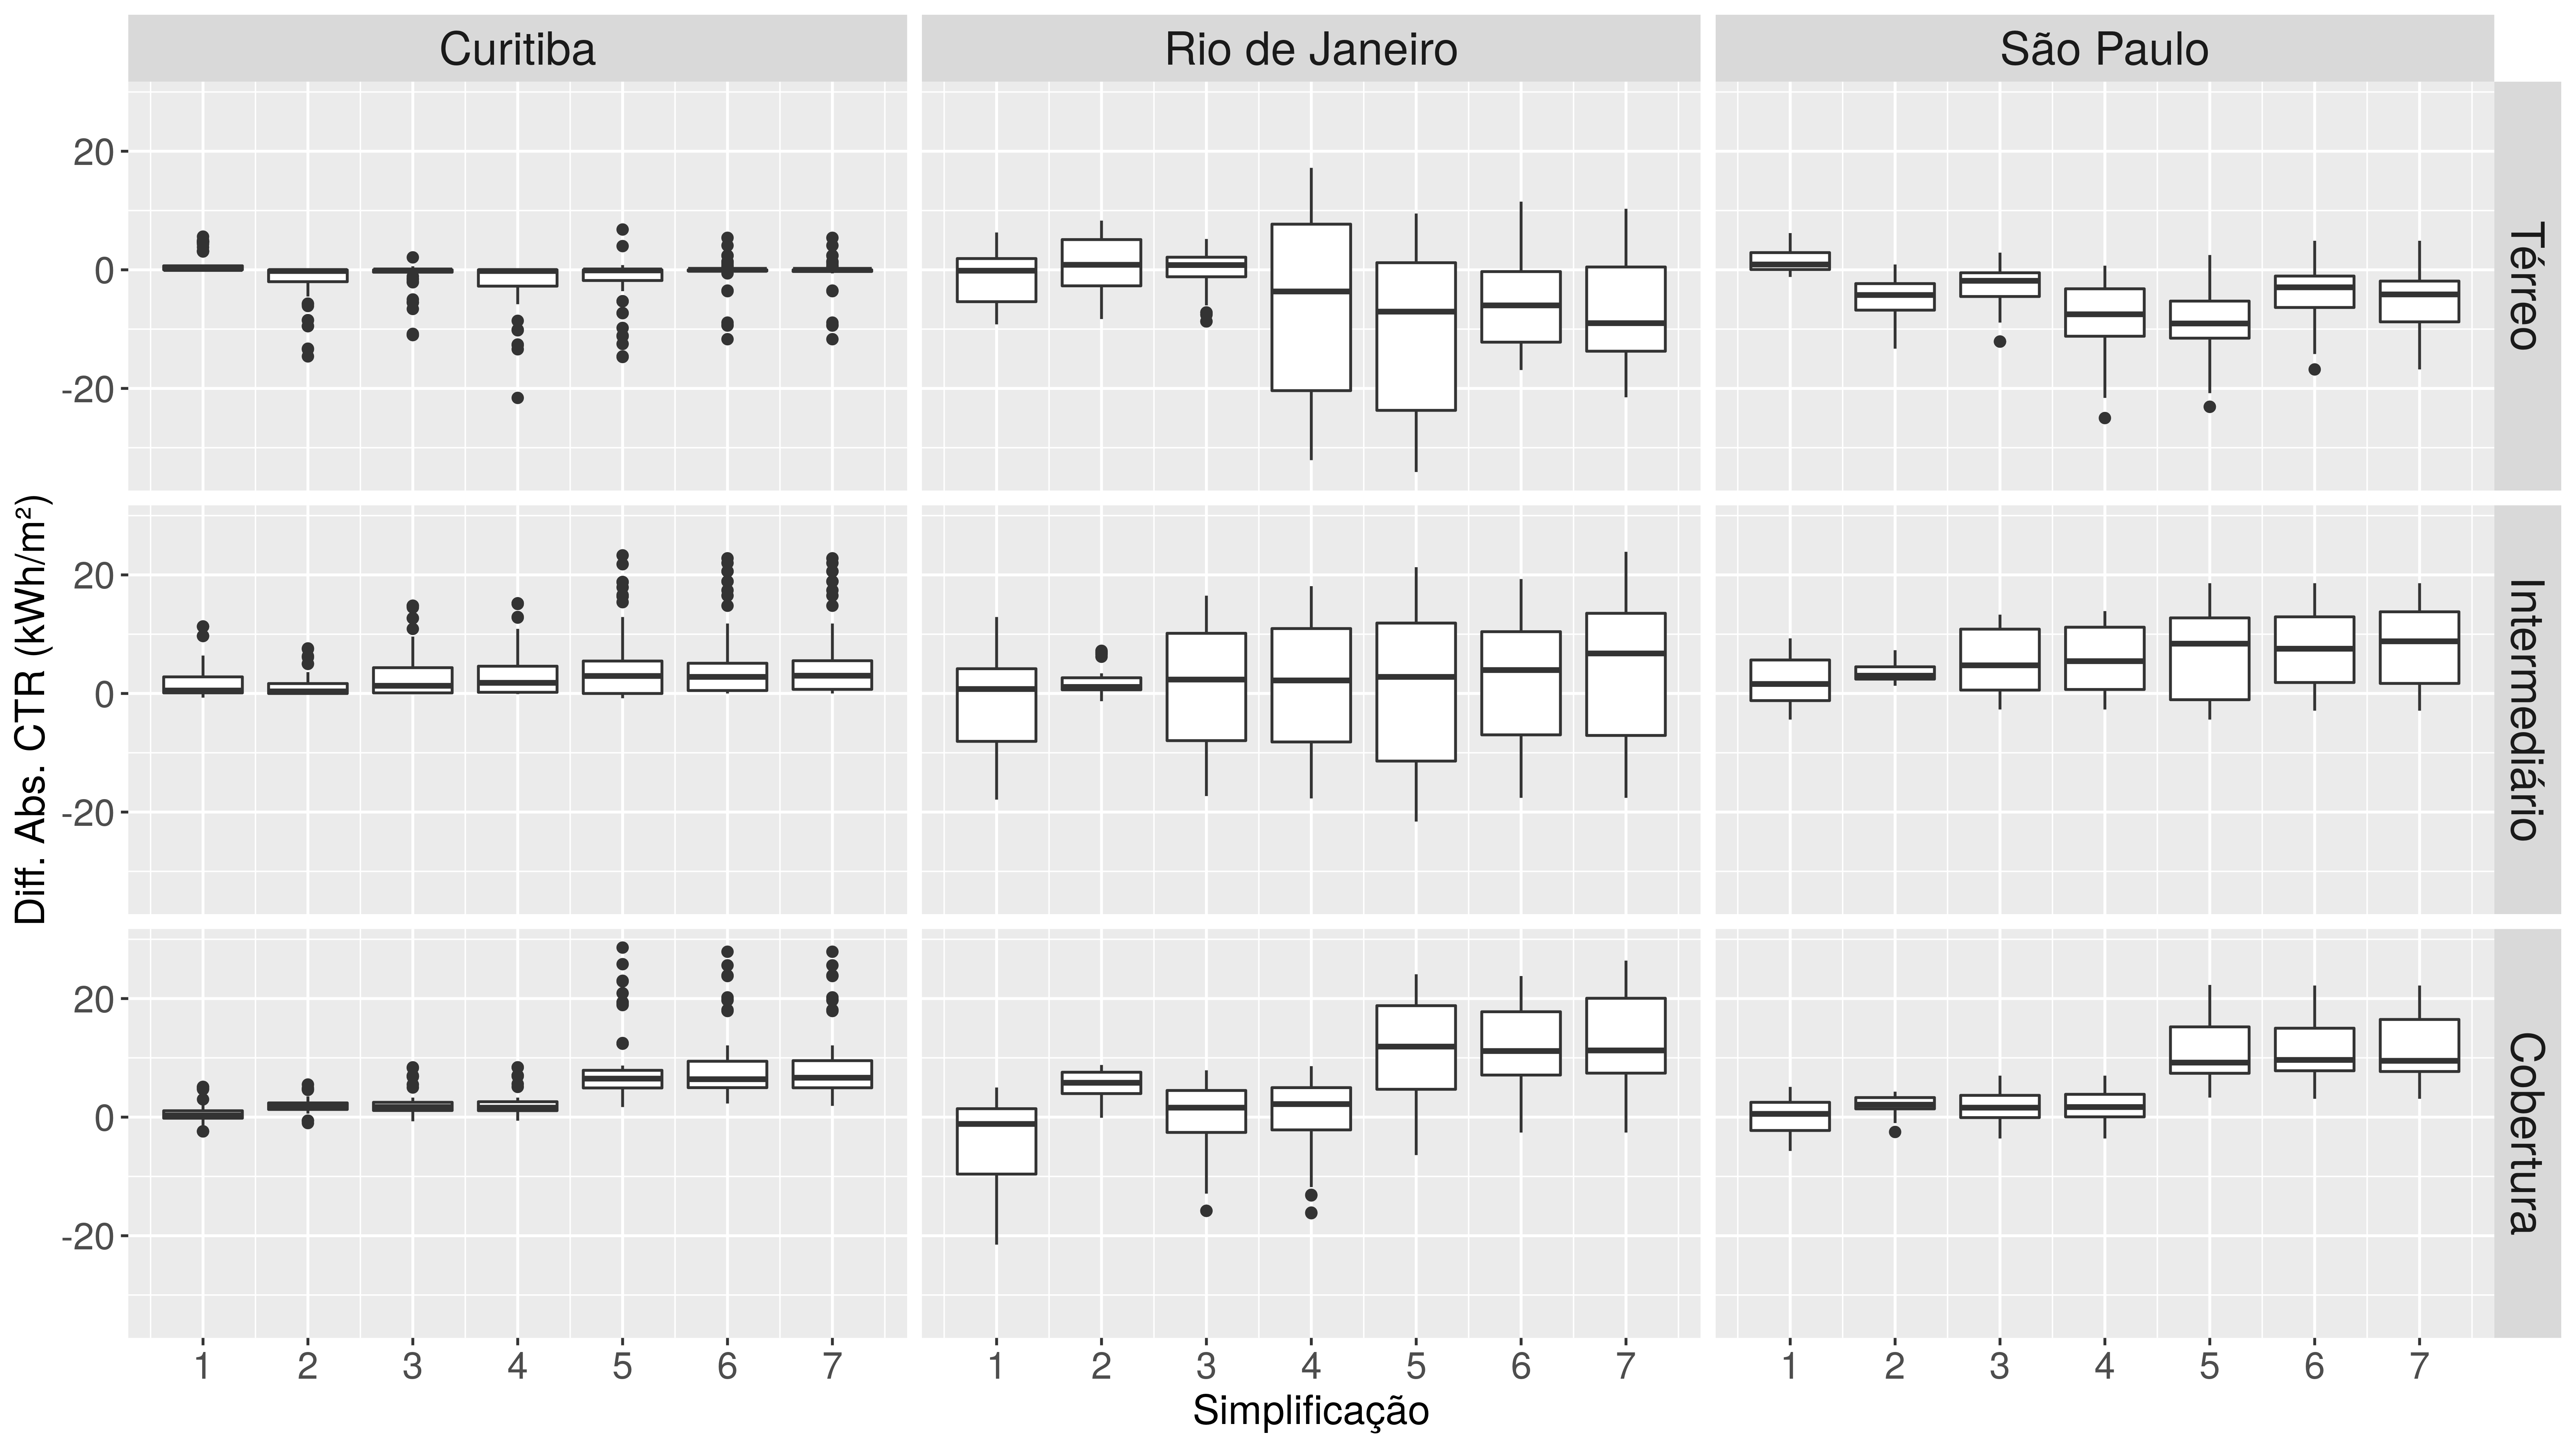 Curitiba
Rio de Janeiro
São Paulo
Diff. Abs. CTR (kWh/m²)
20
0
-20
Térreo
20
0
-20
Intermediário
20
0
-20
Cobertura
1 2 3 4 5 6 7
1 2 3 4 5 6 7
1 2 3 4 5 6 7
Simplificação